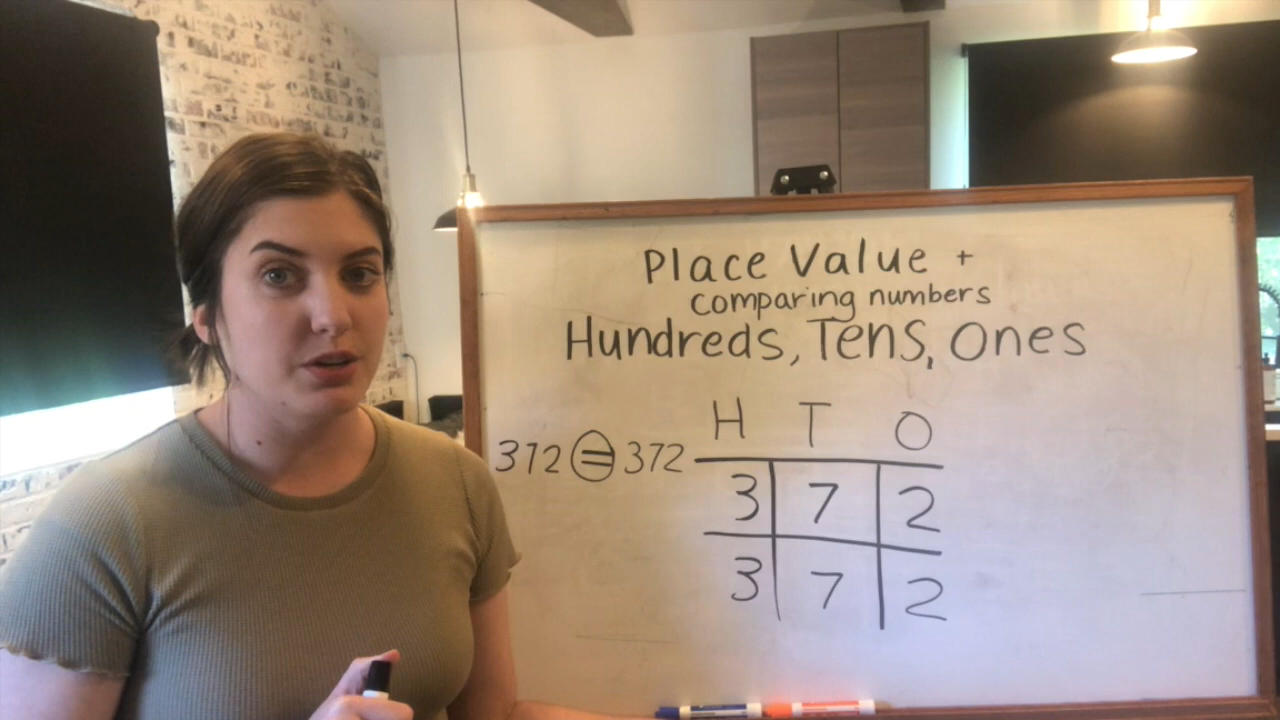 Place Value +
comparing numbers
Hundreds, Tens, Ones
H T O
372 = 372
3 7 2
3 7 2